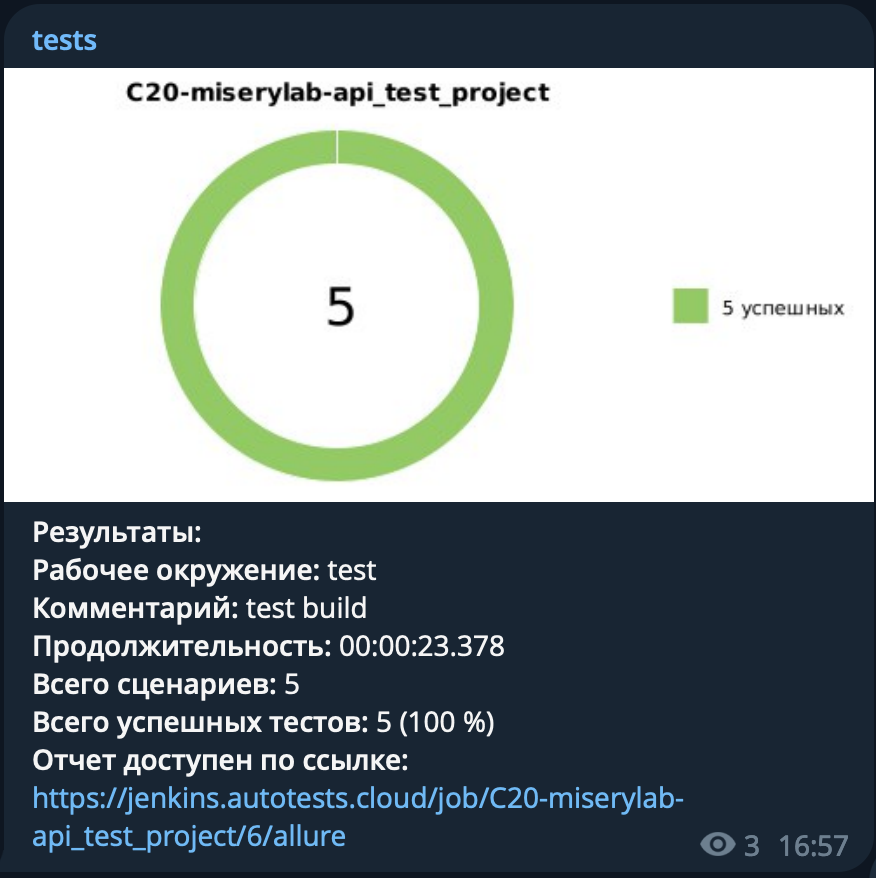 tests
C20-miserylab-api_test_project
5
5 успешных
Результаты:
Рабочее окружение: test
Комментарий: test build
Продолжительность: 00:00:23.378
Всего сценариев: 5
Всего успешных тестов: 5 (100 %)
Отчет доступен по ссылке:
https://jenkins.autotests.cloud/job/C20-miserylab-
api_test_project/6/allure
3 16:57